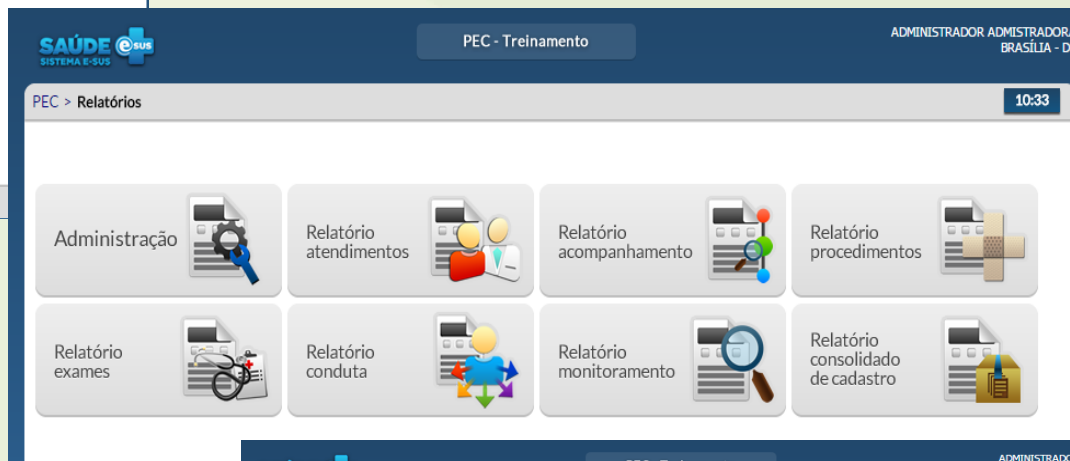 SAÚDE e sus
SISTEMA E-SUS
PEC - Treinamento
ADMINISTRADOR ADMISTRADOR
BRASÍLIA - D
PEC > Relatórios
10:33
Administração
Relatório
atendimentos
Relatório
acompanhamento
Relatório
procedimentos
Relatório
exames
Relatório
conduta
Relatório
monitoramento
Relatório
consolidado
de cadastro
ADMINISTRADO